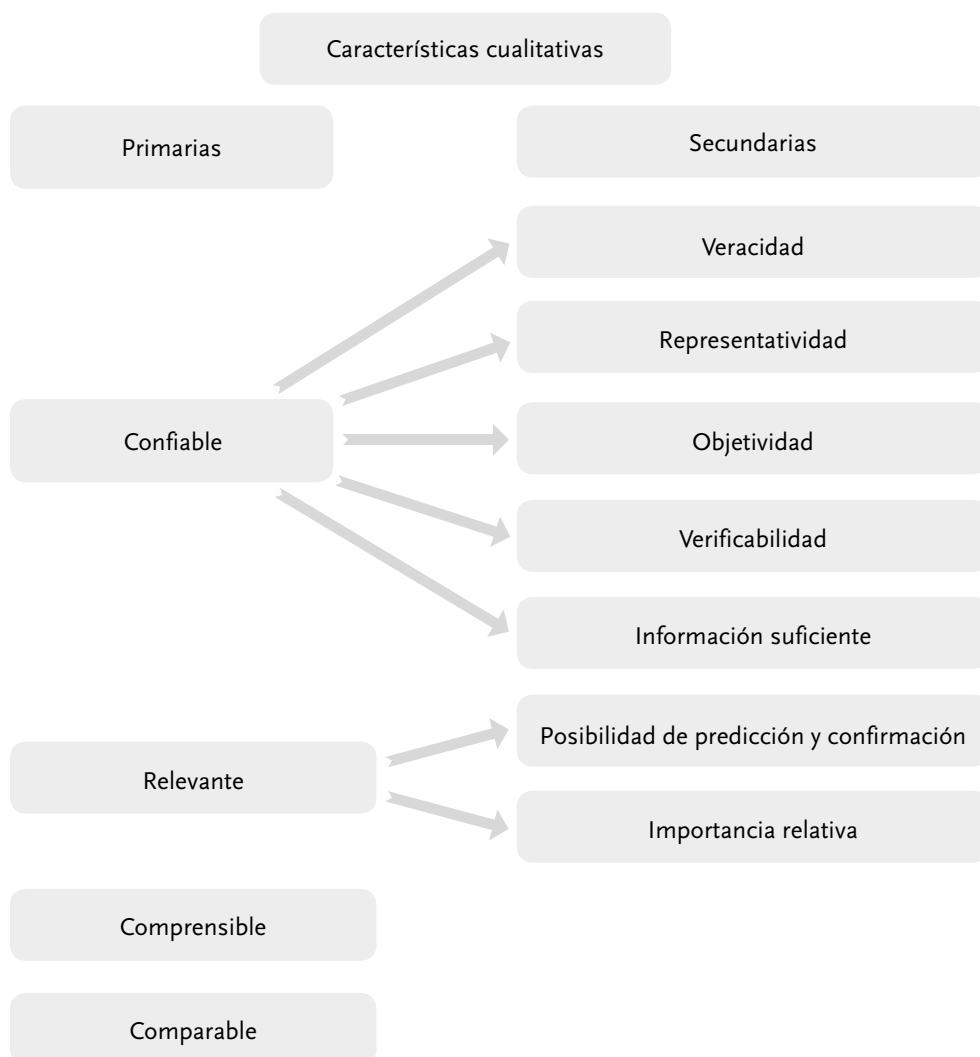 Características cualitativas
Primarias
Secundarias
Veracidad
Representatividad
Confiable
Objetividad
Verificabilidad
Información suficiente
Relevante
Posibilidad de predicción y confirmación
Importancia relativa
Comprensible
Comparable